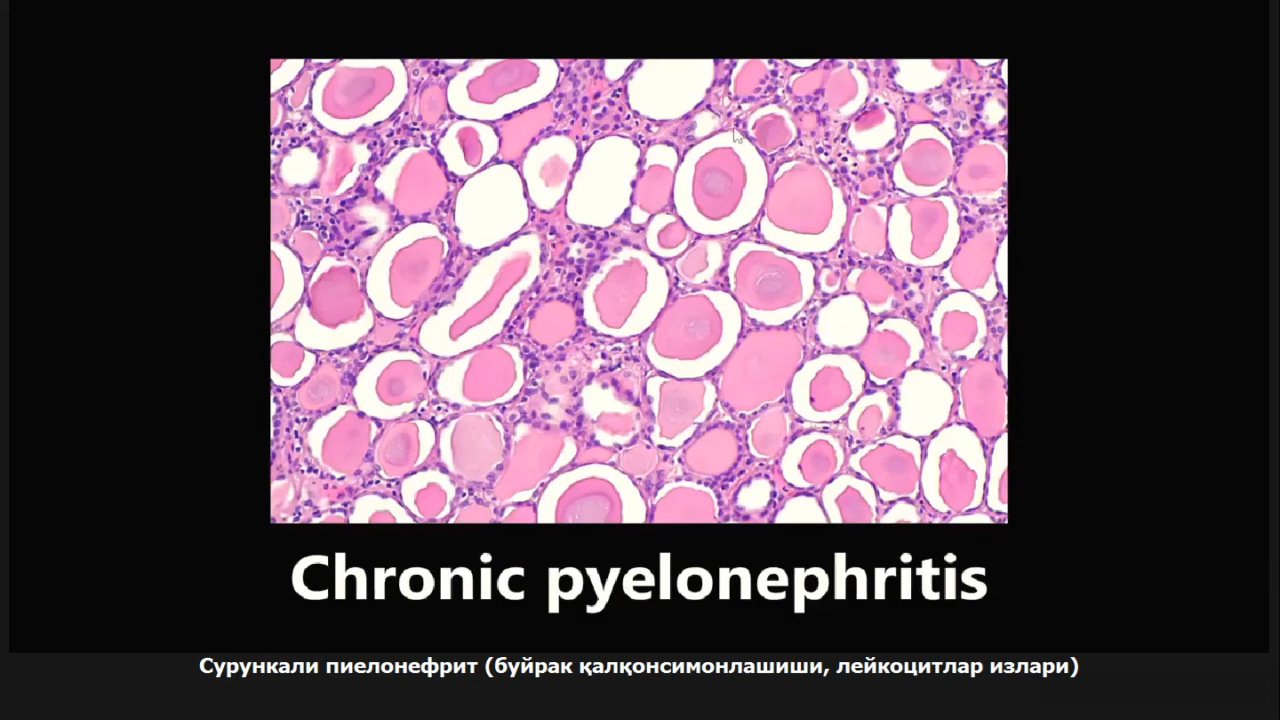 Chronic pyelonephritis
Сурункали пиелонефрит (буйрак қалқонсимонлашиши, лейкоцитлар излари)